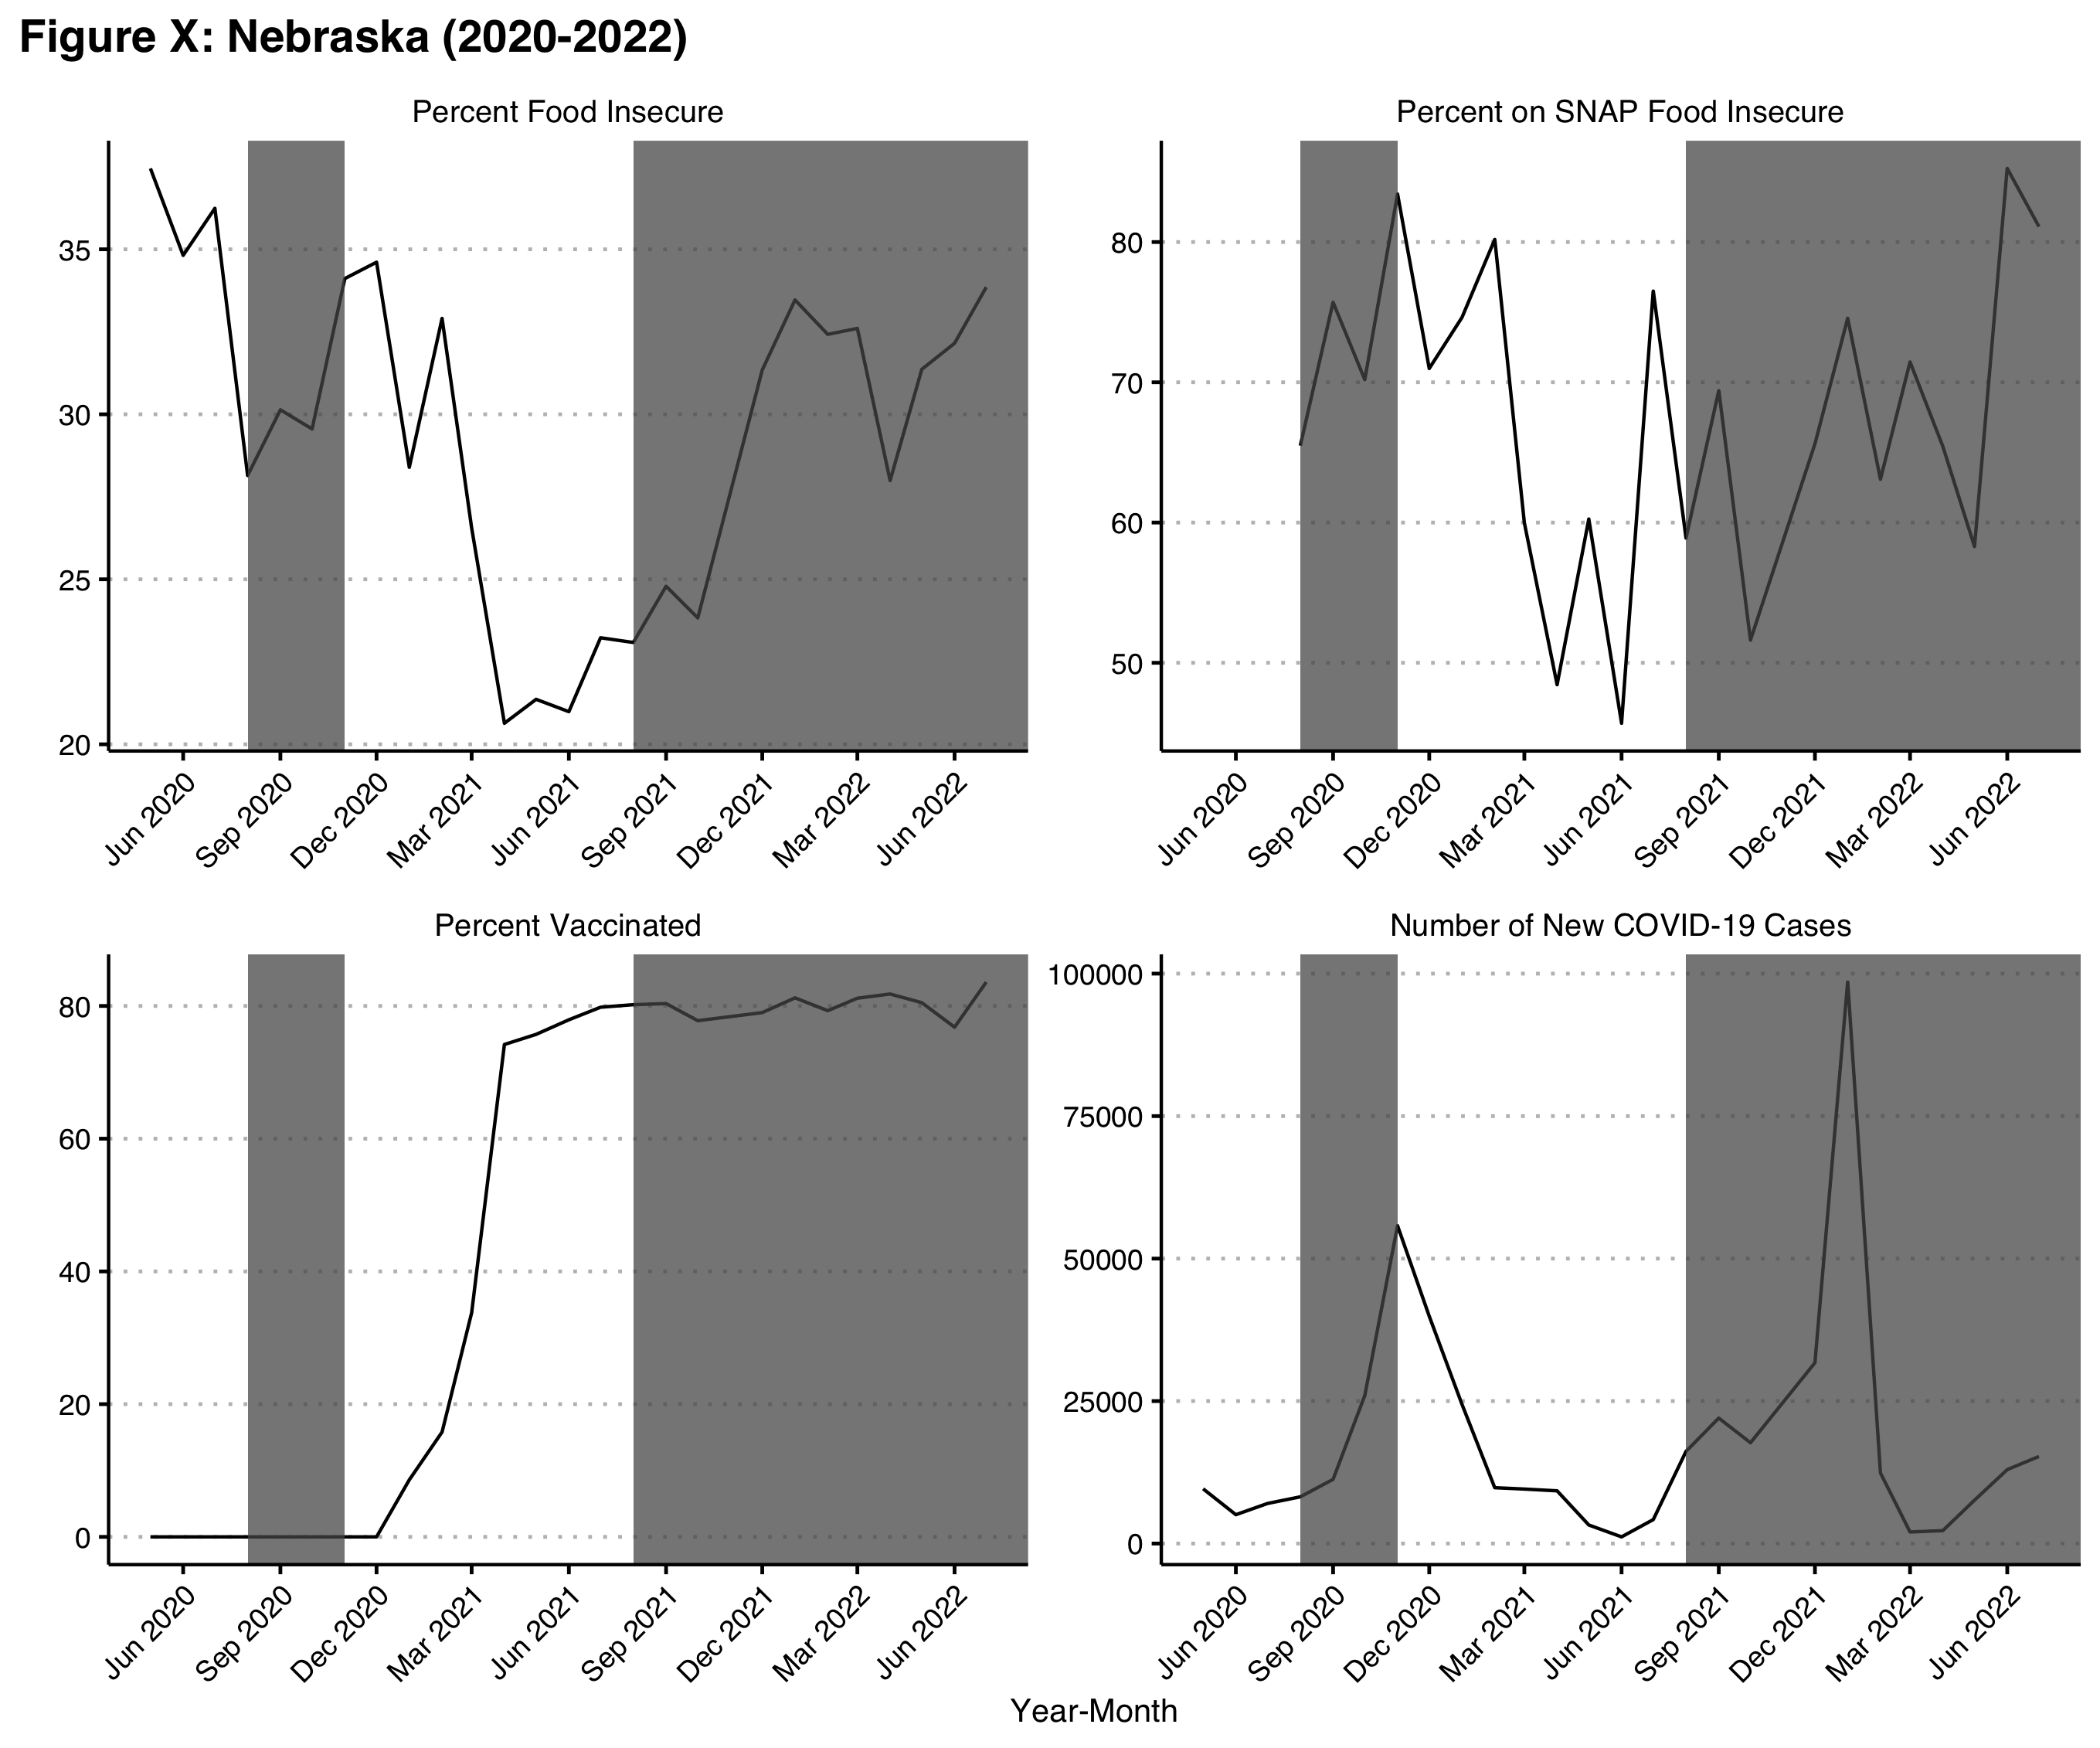 Figure X: Nebraska (2020-2022)
Percent Food Insecure
35
30
25
20
Jun 2020
Sep 2020
Dec 2020
Mar 2021
Jun 2021
Sep 2021
Dec 2021
Mar 2022
Jun 2022
Percent on SNAP Food Insecure
80
70
60
50
Jun 2020
Sep 2020
Dec 2020
Mar 2021
Jun 2021
Sep 2021
Dec 2021
Mar 2022
Jun 2022
Percent Vaccinated
80
60
40
20
0
Jun 2020
Sep 2020
Dec 2020
Mar 2021
Jun 2021
Sep 2021
Dec 2021
Mar 2022
Jun 2022
Number of New COVID-19 Cases
100000
75000
50000
25000
0
Jun 2020
Sep 2020
Dec 2020
Mar 2021
Jun 2021
Sep 2021
Dec 2021
Mar 2022
Jun 2022
Year-Month